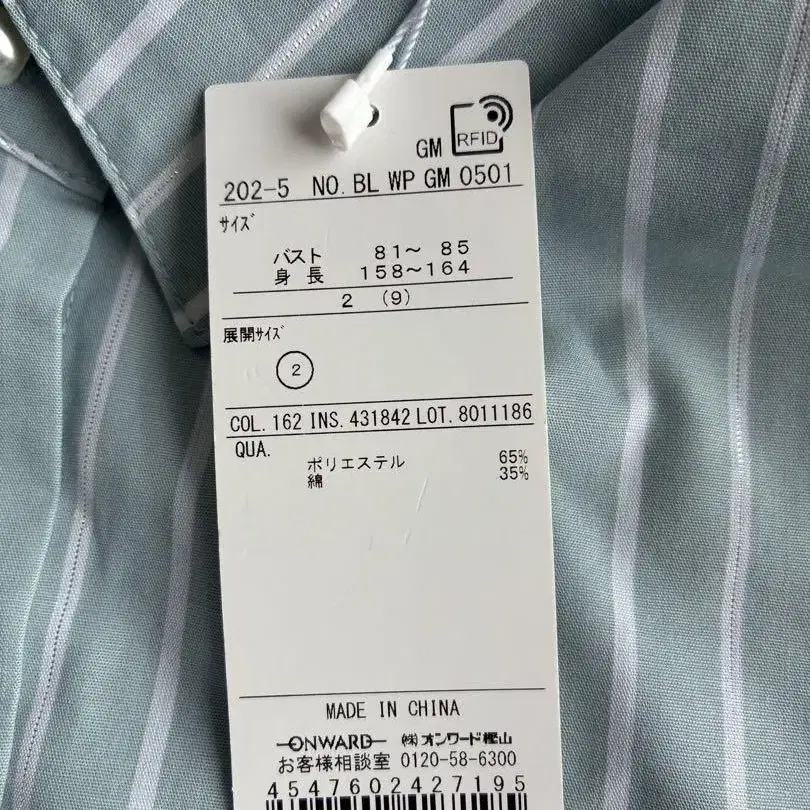 GM RFID
202-5 NO. BL WP GM 0501
サイズ
バスト 81〜 85
身 長 158〜164
2 (9)
展開サイズ
2
COL. 162 INS. 431842 LOT. 8011186
QUA.
ポリエステル 65%
綿 35%
MADE IN CHINA
ONWARD ㈱オンワード樫山
お客様相談室 0120-58-6300
4547602427195